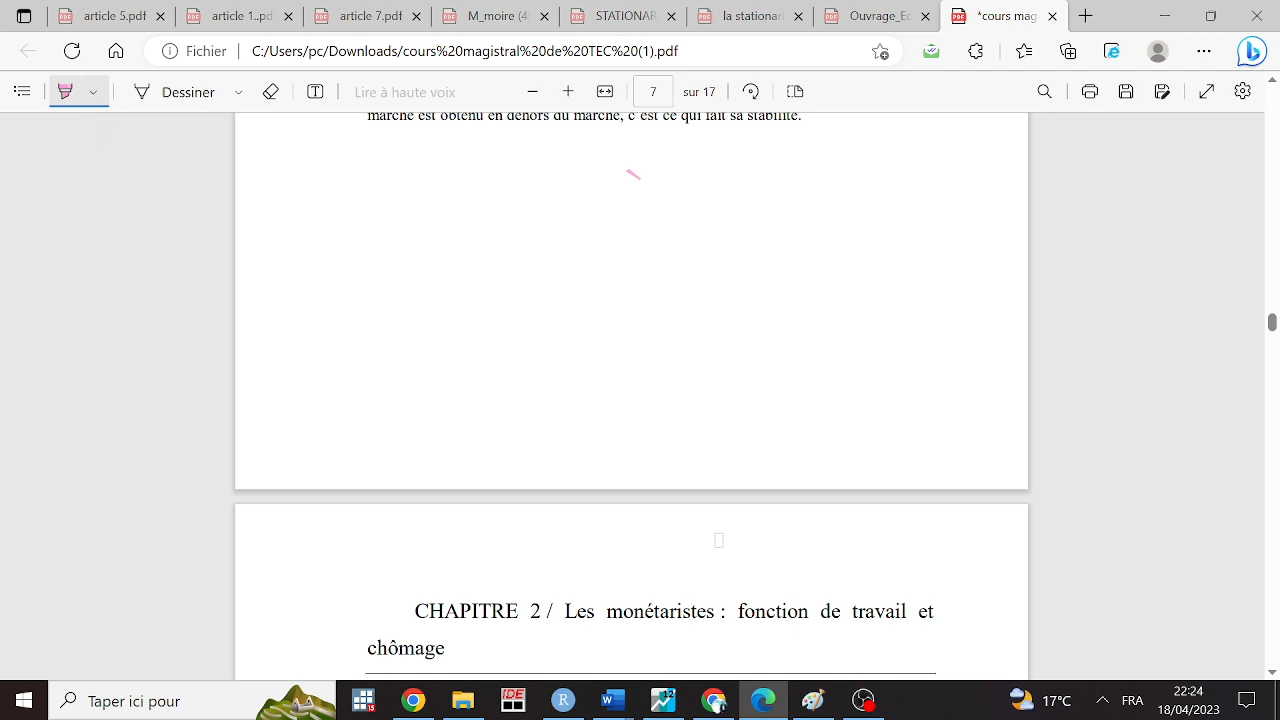 article 5.pdf
article 1.pd
article 7.pdf
M_moire (4)
STATIONAR
la stationar
Ouvrage_Ec
*cours mag
Fichier
C:/Users/pc/Downloads/cours%20magistral%20de%20TEC%20(1).pdf
Dessiner
Lire à haute voix
7
sur 17
marché est obtenu en dehors du marché, c'est ce qui fait sa stabilité.
CHAPITRE 2 / Les monétaristes : fonction de travail et
chômage
Taper ici pour
15
IDE
R
W
12
17°C
FRA
22:24
18/04/2023